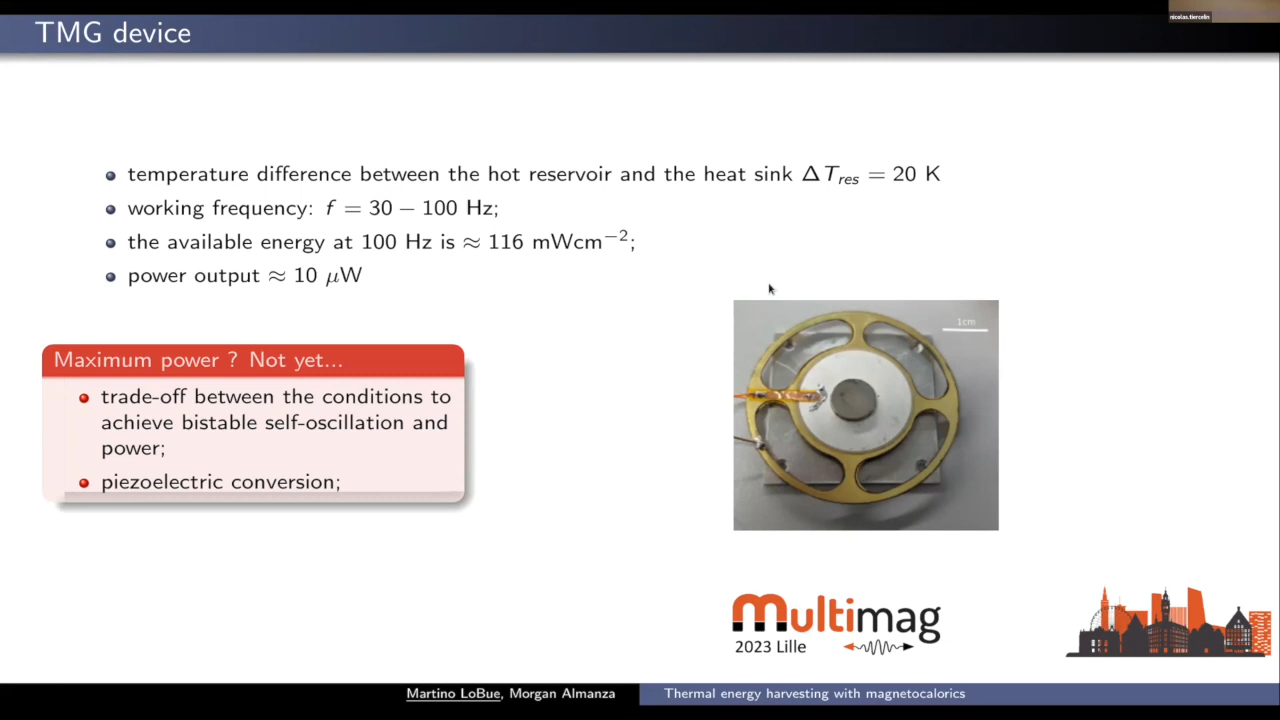 nicolas.tiercelin
TMG device
temperature difference between the hot reservoir and the heat sink Δ T_res = 20 K
working frequency: f = 30 − 100 Hz;
the available energy at 100 Hz is ≈ 116 mWcm⁻²;
power output ≈ 10 μW
1cm
Maximum power ? Not yet...
trade-off between the conditions to
achieve bistable self-oscillation and
power;
piezoelectric conversion;
multimag
2023 Lille
Martino LoBue, Morgan Almanza
Thermal energy harvesting with magnetocalorics